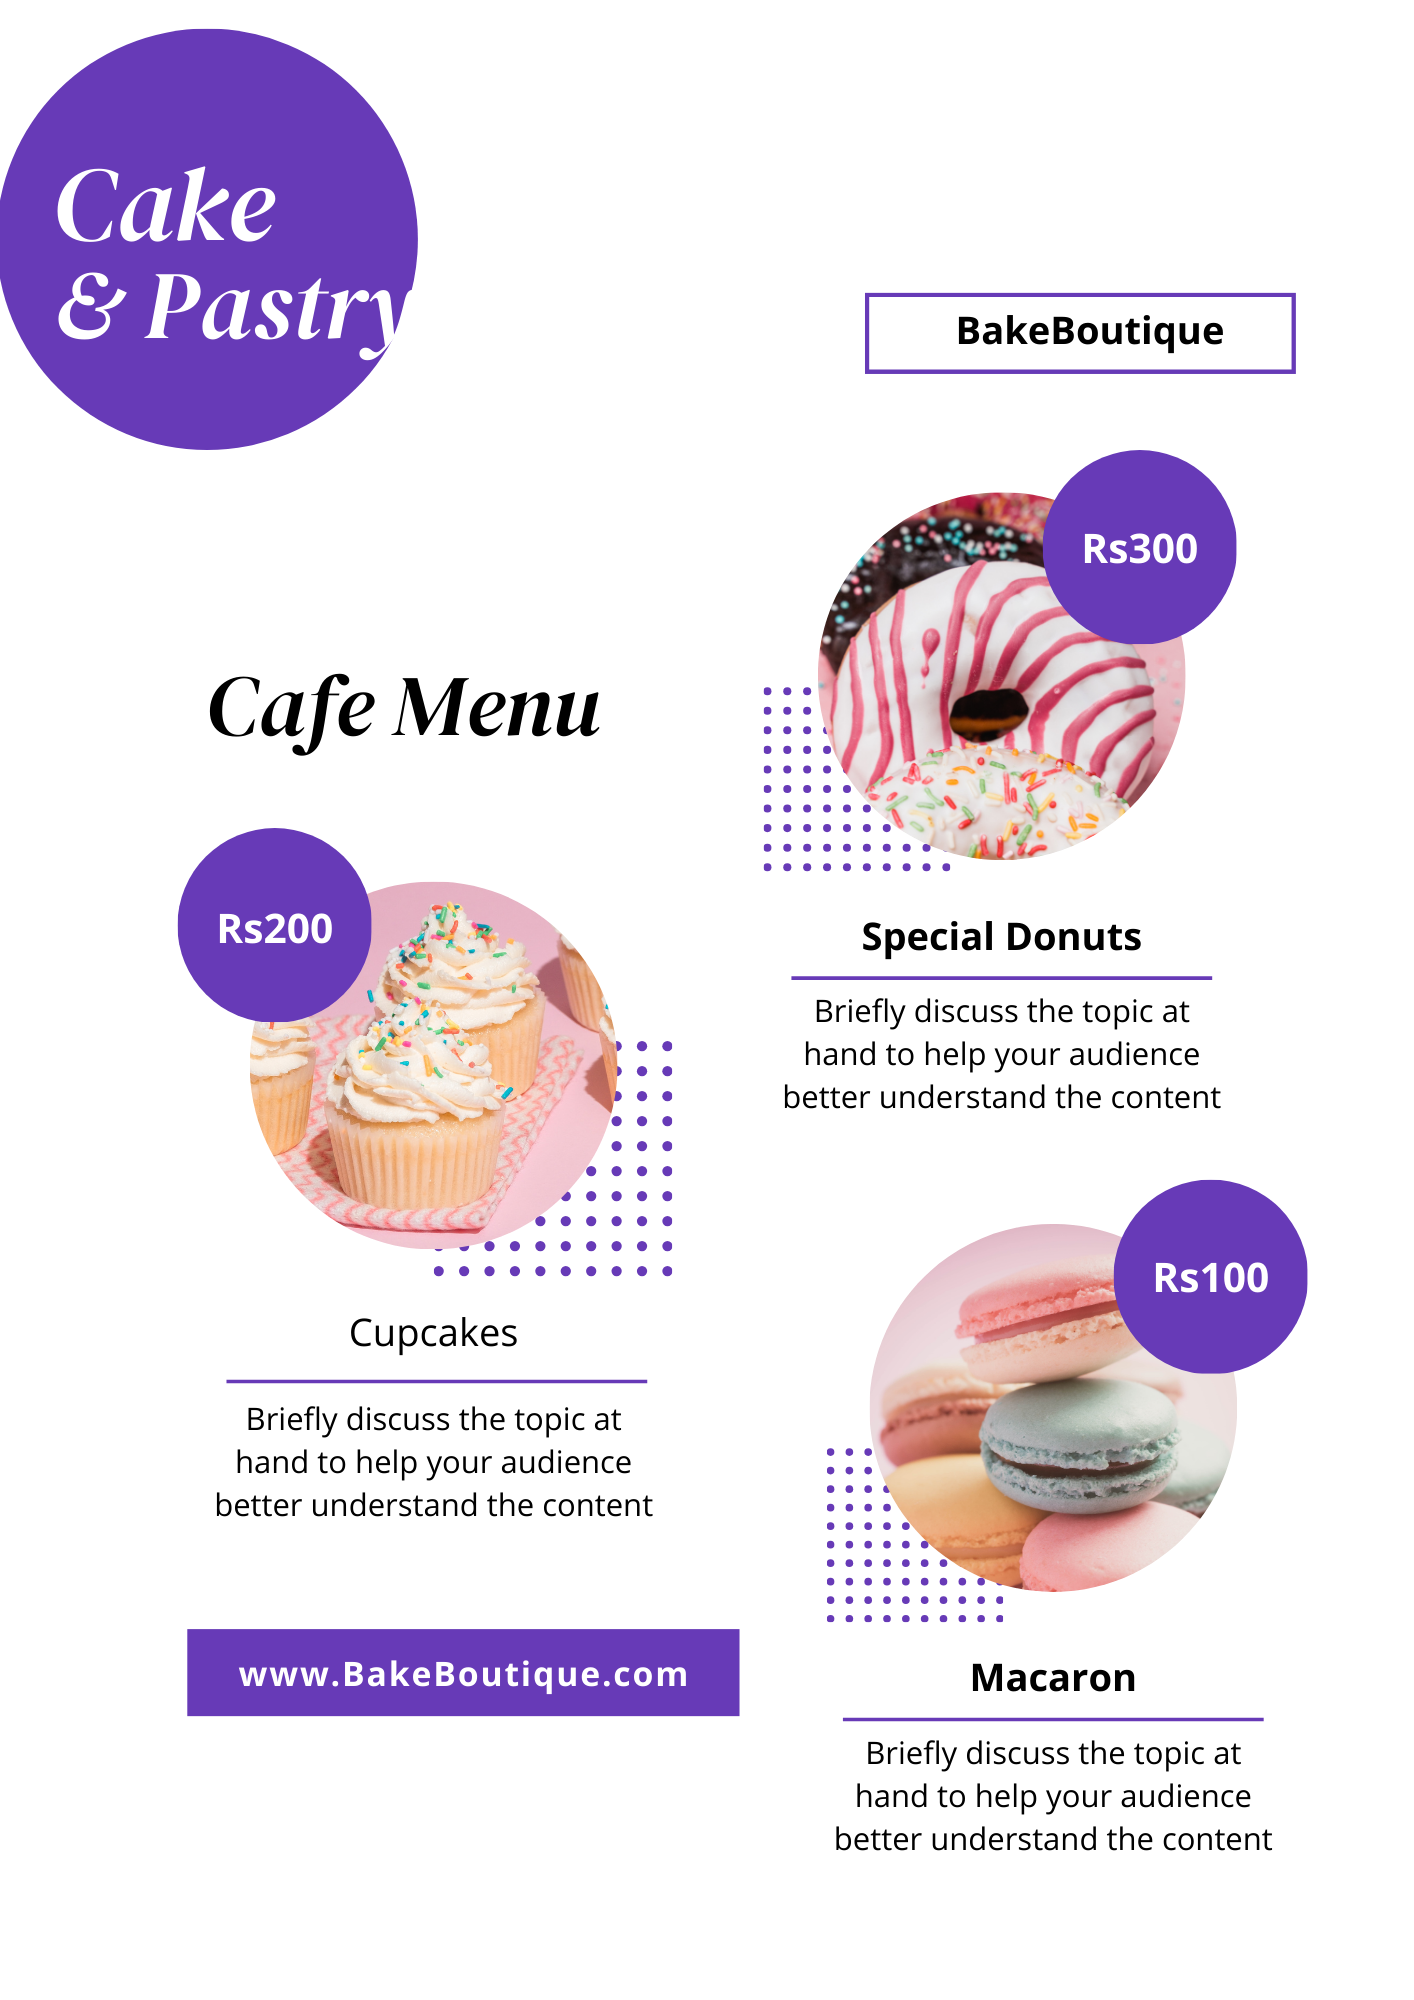 Cake
& Pastry
BakeBoutique
Rs300
Cafe Menu
Rs200
Special Donuts
Briefly discuss the topic at
hand to help your audience
better understand the content
Rs100
Cupcakes
Briefly discuss the topic at
hand to help your audience
better understand the content
www.BakeBoutique.com
Macaron
Briefly discuss the topic at
hand to help your audience
better understand the content